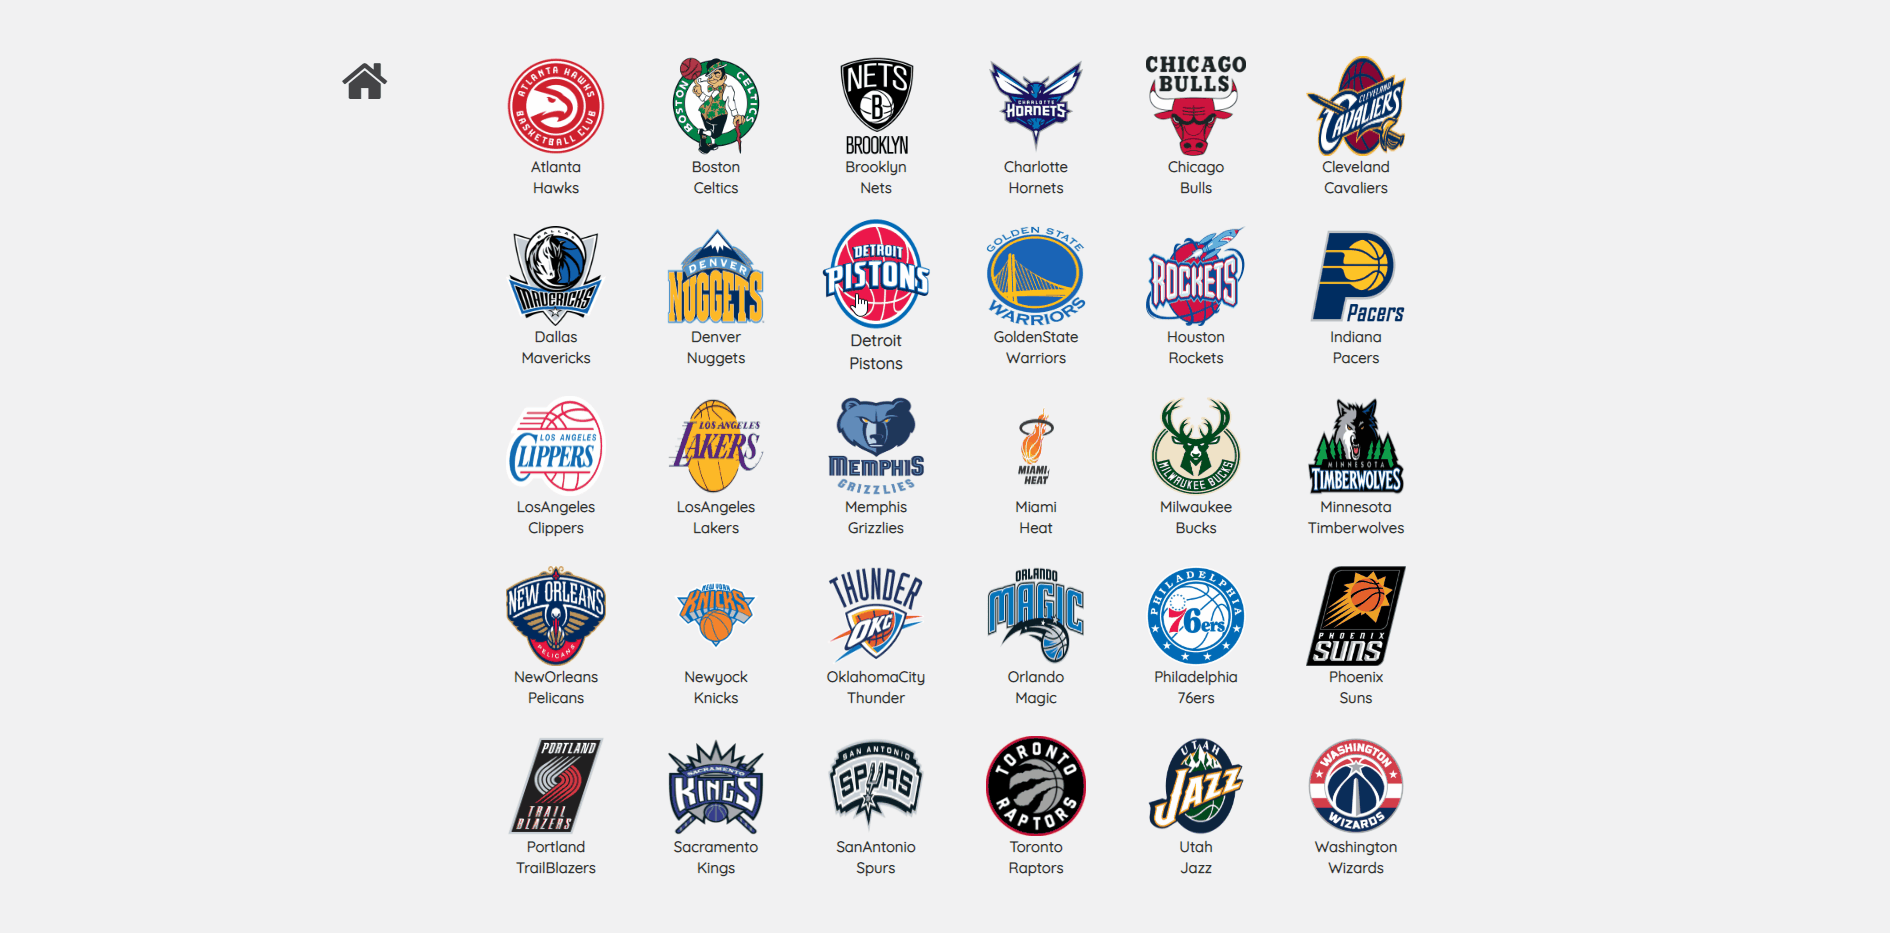 ATLANTA HAWKS
BASKETBALL CLUB
BOSTON CELTICS
NETS
B
BROOKLYN
CHARLOTTE
HORNETS
CHICAGO
BULLS
CLEVELAND
CAVALIERS
Atlanta
Hawks
Boston
Celtics
Brooklyn
Nets
Charlotte
Hornets
Chicago
Bulls
Cleveland
Cavaliers
DALLAS
MAVERICKS
DENVER
NUGGETS
DETROIT
PISTONS
GOLDEN STATE
WARRIORS
ROCKETS
Pacers
Dallas
Mavericks
Denver
Nuggets
Detroit
Pistons
GoldenState
Warriors
Houston
Rockets
Indiana
Pacers
LOS ANGELES
CLIPPERS
LOS ANGELES
LAKERS
MEMPHIS
GRIZZLIES
MIAMI
HEAT
MILWAUKEE BUCKS
MINNESOTA
TIMBERWOLVES
LosAngeles
Clippers
LosAngeles
Lakers
Memphis
Grizzlies
Miami
Heat
Milwaukee
Bucks
Minnesota
Timberwolves
NEW ORLEANS
PELICANS
NEW YORK
KNICKS
THUNDER
OKC
ORLANDO
MAGIC
PHILADELPHIA
76ers
PHOENIX
SUNS
NewOrleans
Pelicans
Newyock
Knicks
OklahomaCity
Thunder
Orlando
Magic
Philadelphia
76ers
Phoenix
Suns
PORTLAND
TRAIL
BLAZERS
SACRAMENTO
KINGS
SAN ANTONIO
SPURS
TORONTO
RAPTORS
UTAH
JAZZ
WASHINGTON
WIZARDS
Portland
TrailBlazers
Sacramento
Kings
SanAntonio
Spurs
Toronto
Raptors
Utah
Jazz
Washington
Wizards